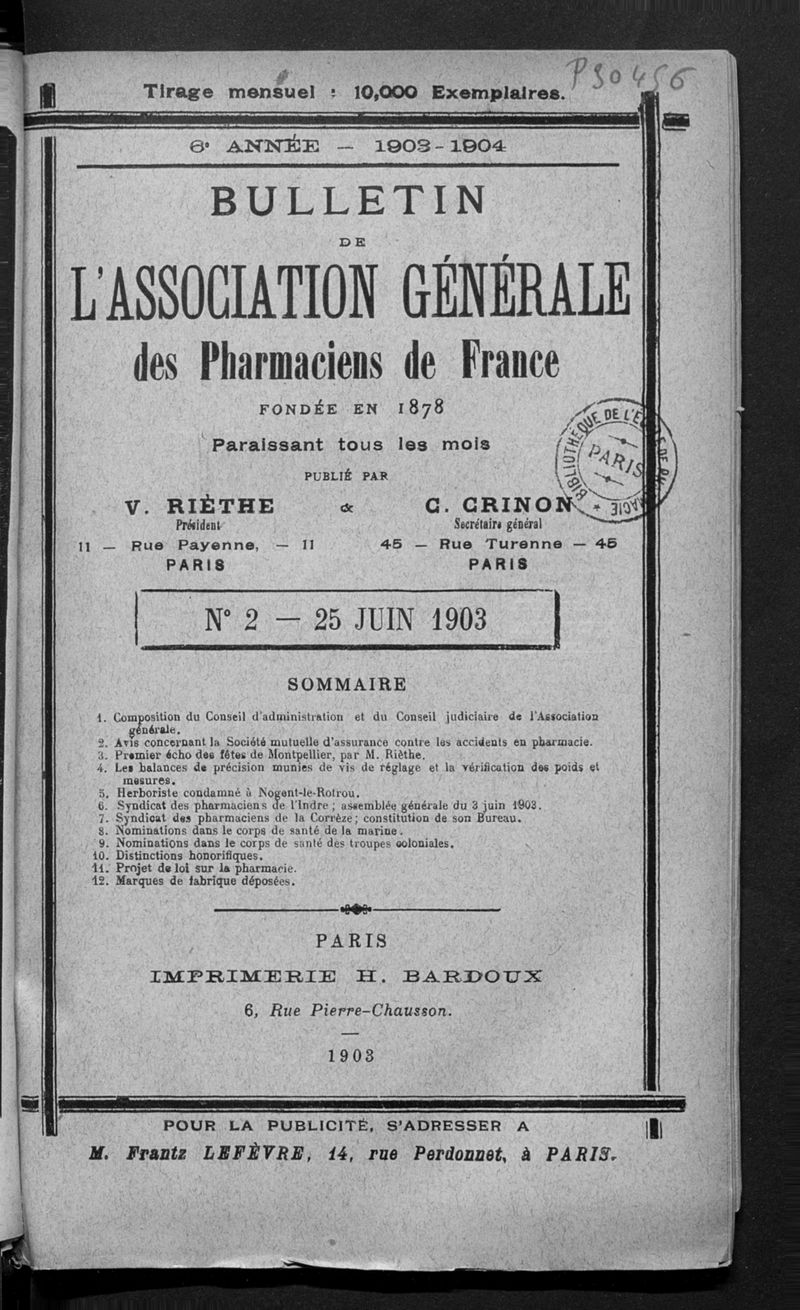 P 30456
Tirage mensuel : 10,000 Exemplaires.
6e ANNÉE — 1903-1904
BULLETIN
DE
L'ASSOCIATION GÉNÉRALE
des Pharmaciens de France
FONDÉE EN 1878
Paraissant tous les mois
PUBLIÉ PAR
V. RIÈTHE & C. CRINON
Président Secrétaire général
11 — Rue Payenne, — 11 45 — Rue Turenne — 45
PARIS PARIS
BIBLIOTHÈQUE DE L'
PARIS
N° 2 — 25 JUIN 1903
SOMMAIRE
1. Composition du Conseil d'administration et du Conseil judiciaire de l'Association
générale.
2. Avis concernant la Société mutuelle d'assurance contre les accidents en pharmacie.
3. Premier écho des fêtes de Montpellier, par M. Rièthe.
4. Les balances de précision munies de vis de réglage et la vérification des poids et
mesures.
5. Herboriste condamné à Nogent-le-Rotrou.
6. Syndicat des pharmaciens de l'Indre ; assemblée générale du 3 juin 1903.
7. Syndicat des pharmaciens de la Corrèze ; constitution de son Bureau.
8. Nominations dans le corps de santé de la marine.
9. Nominations dans le corps de santé des troupes coloniales.
10. Distinctions honorifiques.
11. Projet de loi sur la pharmacie.
12. Marques de fabrique déposées.
PARIS
IMPRIMERIE H. BARDOUX
6, Rue Pierre-Chausson.
1903
POUR LA PUBLICITÉ, S'ADRESSER A
M. Frantz LEFÈVRE, 14, rue Perdonnet, à PARIS.